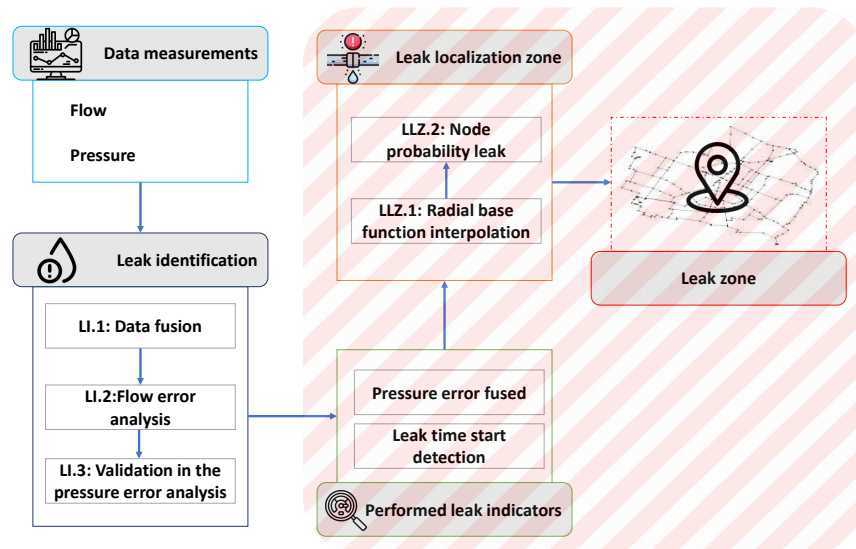 Data measurements
Flow
Pressure
Leak identification
LI.1: Data fusion
LI.2:Flow error
analysis
LI.3: Validation in the
pressure error analysis
Leak localization zone
LLZ.2: Node
probability leak
LLZ.1: Radial base
function interpolation
Leak zone
Pressure error fused
Leak time start
detection
Performed leak indicators